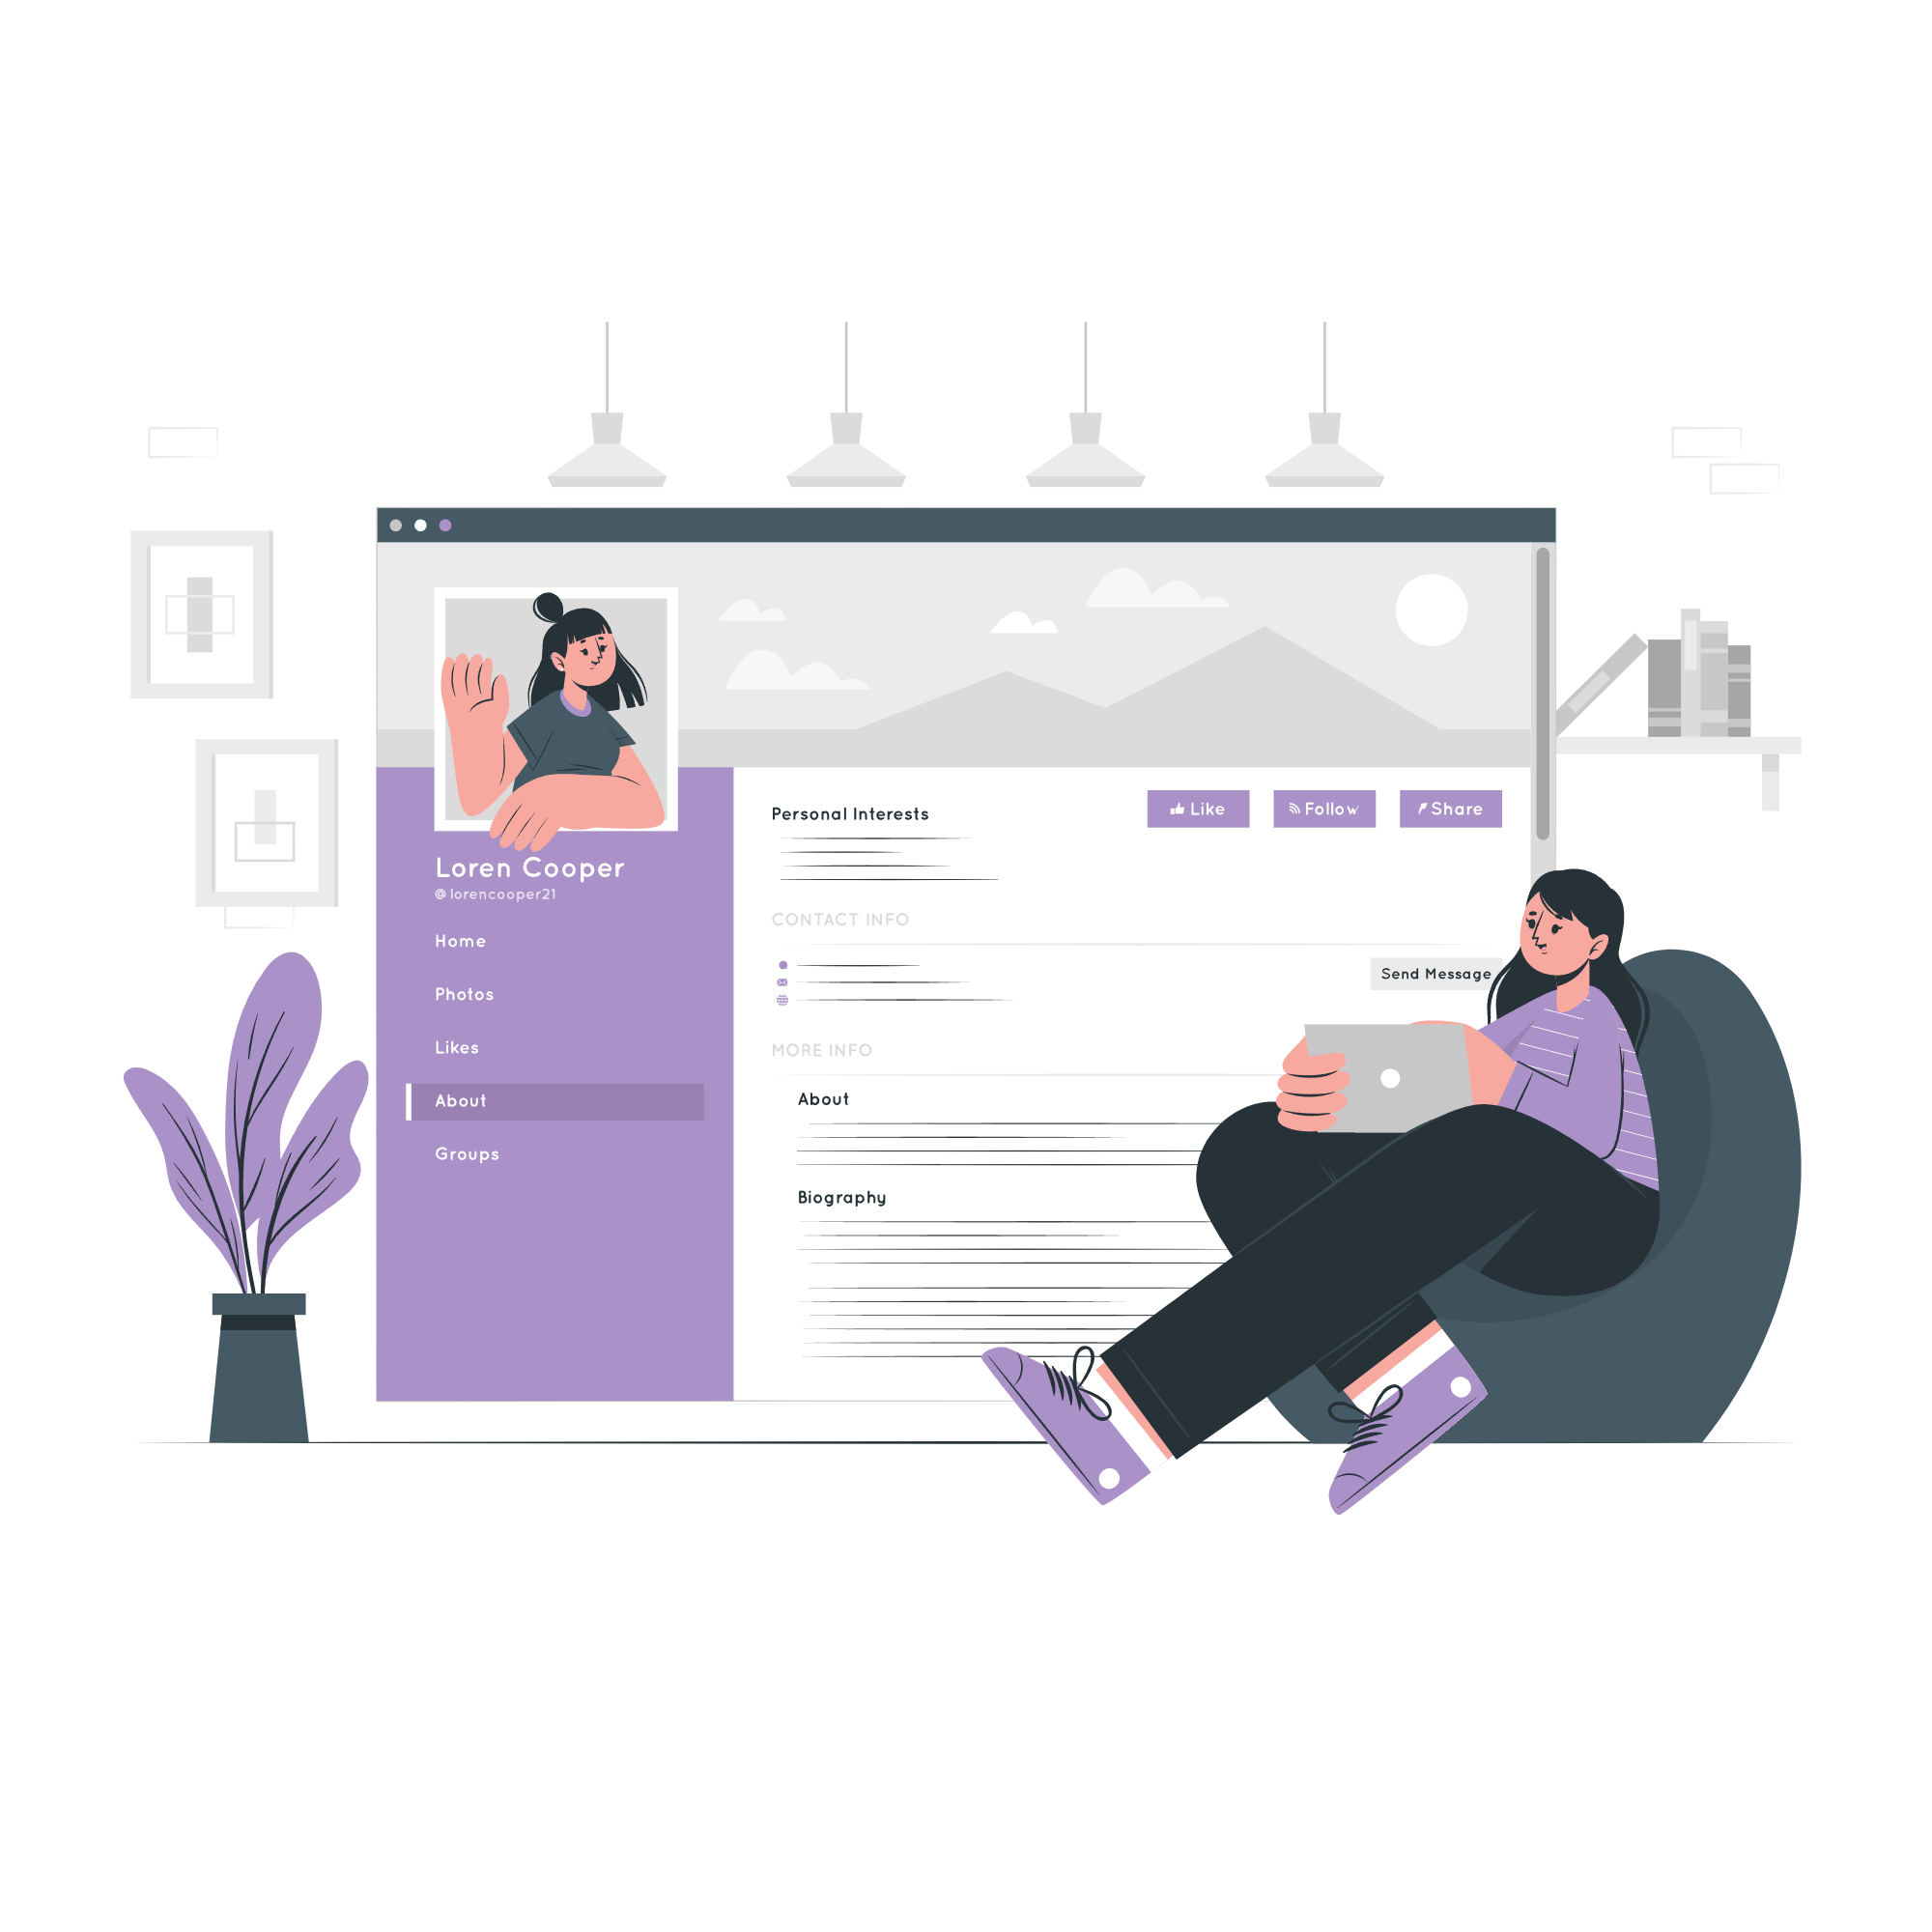 Loren Cooper
@lorencooper21
Home
Photos
Likes
About
Groups
Personal Interests
Like
Follow
Share
CONTACT INFO
Send Message
MORE INFO
About
Biography